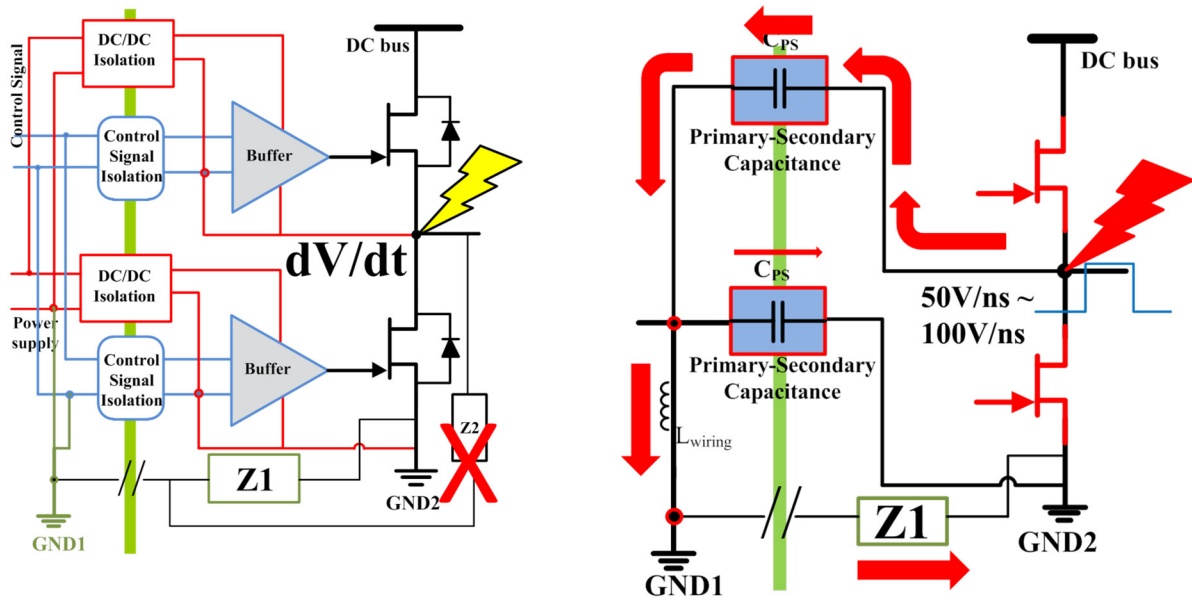 DC/DC
Isolation
Control Signal
Control
Signal
Isolation
Buffer
DC bus
dV/dt
DC/DC
Isolation
Power
supply
Control
Signal
Isolation
Buffer
Z2
Z1
GND2
GND1
CPS
DC bus
Primary-Secondary
Capacitance
CPS
50V/ns ~
100V/ns
Primary-Secondary
Capacitance
Lwiring
Z1
GND2
GND1